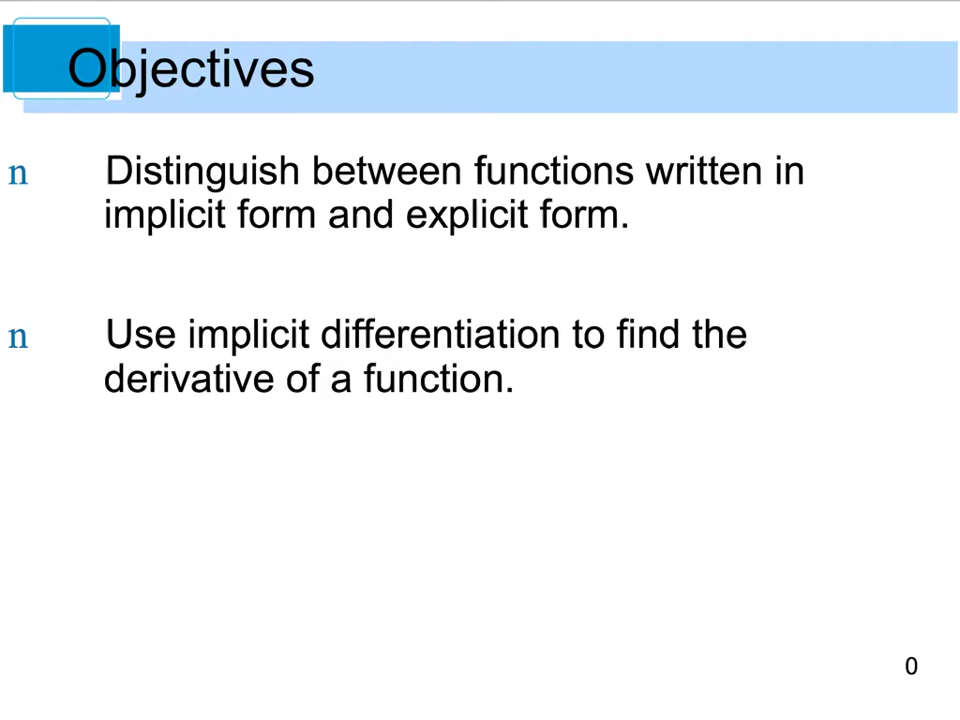 Objectives
n Distinguish between functions written in
implicit form and explicit form.
n Use implicit differentiation to find the
derivative of a function.
0